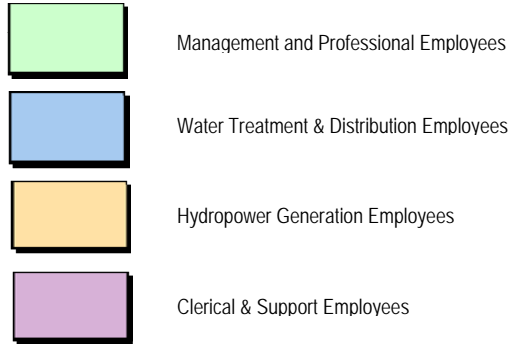 Management and Professional Employees
Water Treatment & Distribution Employees
Hydropower Generation Employees
Clerical & Support Employees